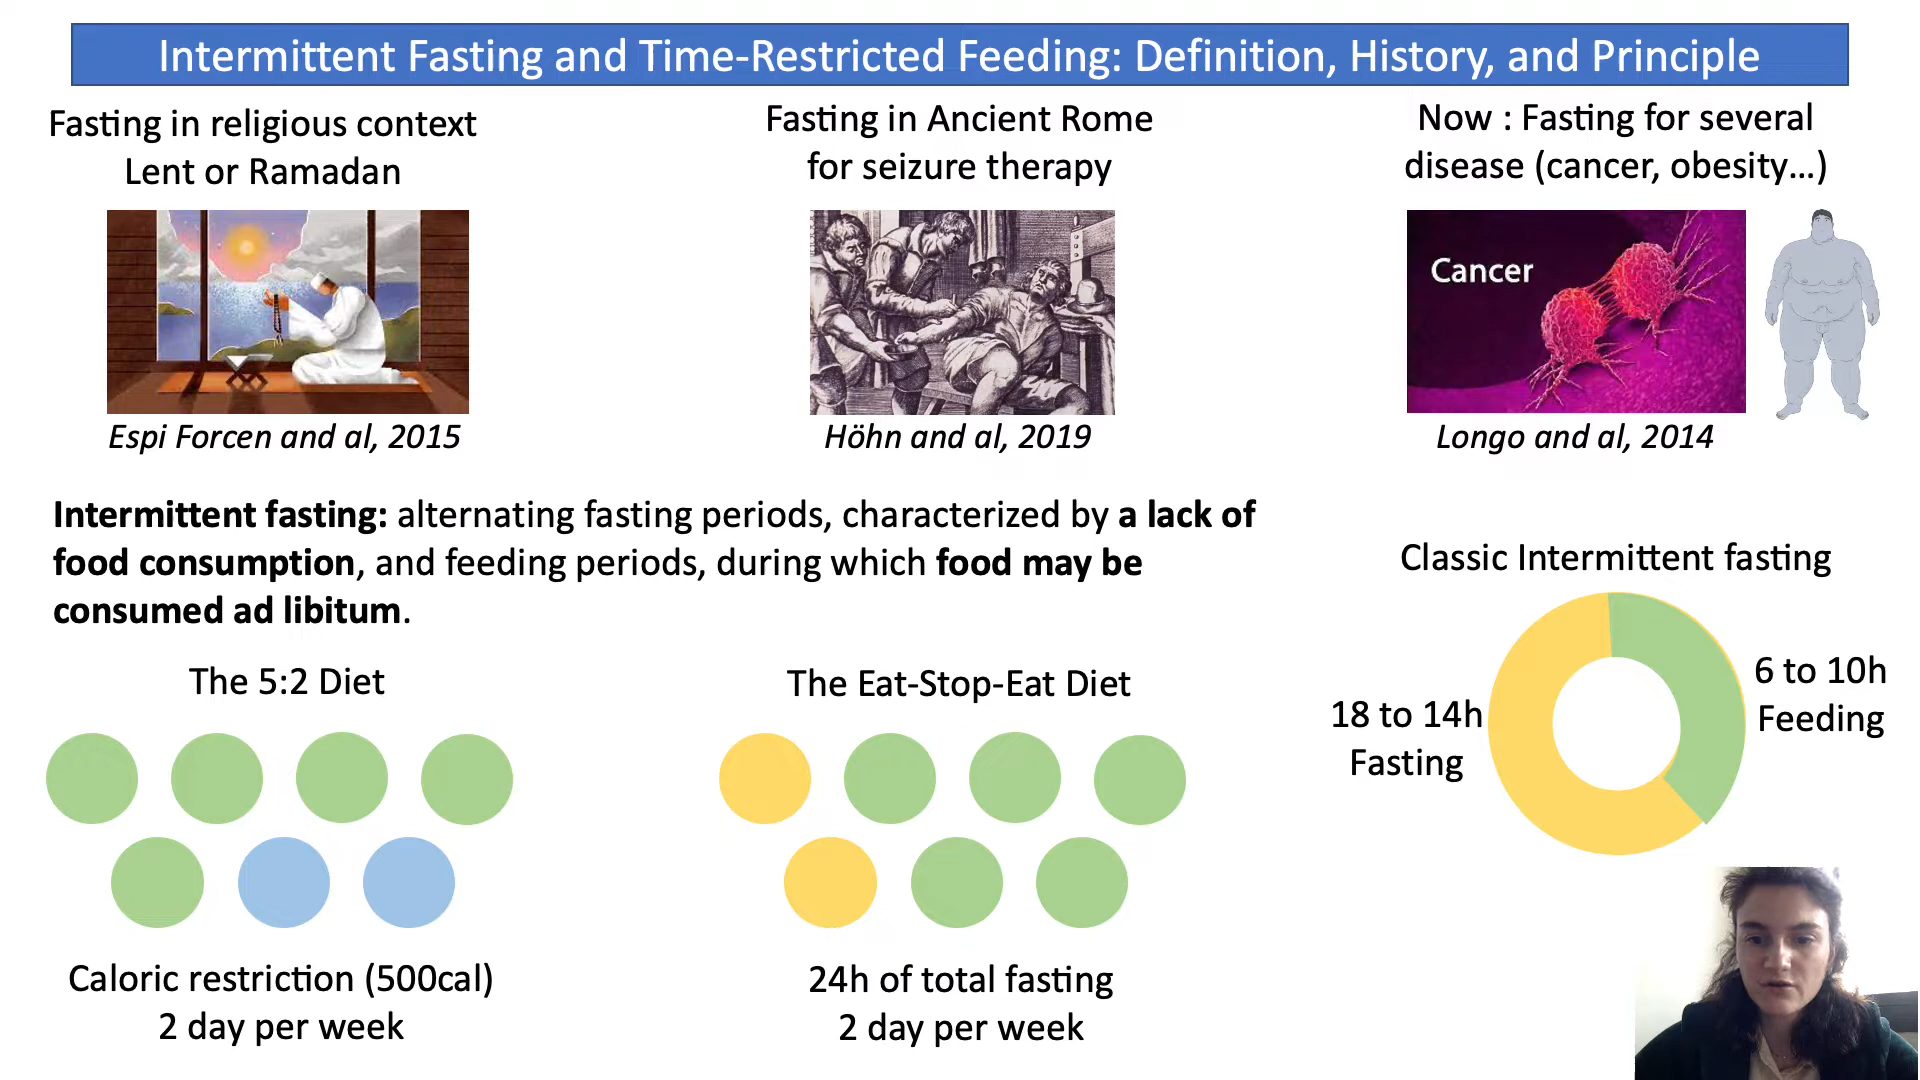 Intermittent Fasting and Time-Restricted Feeding: Definition, History, and Principle
Fasting in religious context
Lent or Ramadan
Fasting in Ancient Rome
for seizure therapy
Now : Fasting for several
disease (cancer, obesity...)
Cancer
Espi Forcen and al, 2015
Höhn and al, 2019
Longo and al, 2014
Intermittent fasting: alternating fasting periods, characterized by a lack of
food consumption, and feeding periods, during which food may be
consumed ad libitum.
Classic Intermittent fasting
18 to 14h
Fasting
6 to 10h
Feeding
The 5:2 Diet
Caloric restriction (500cal)
2 day per week
The Eat-Stop-Eat Diet
24h of total fasting
2 day per week